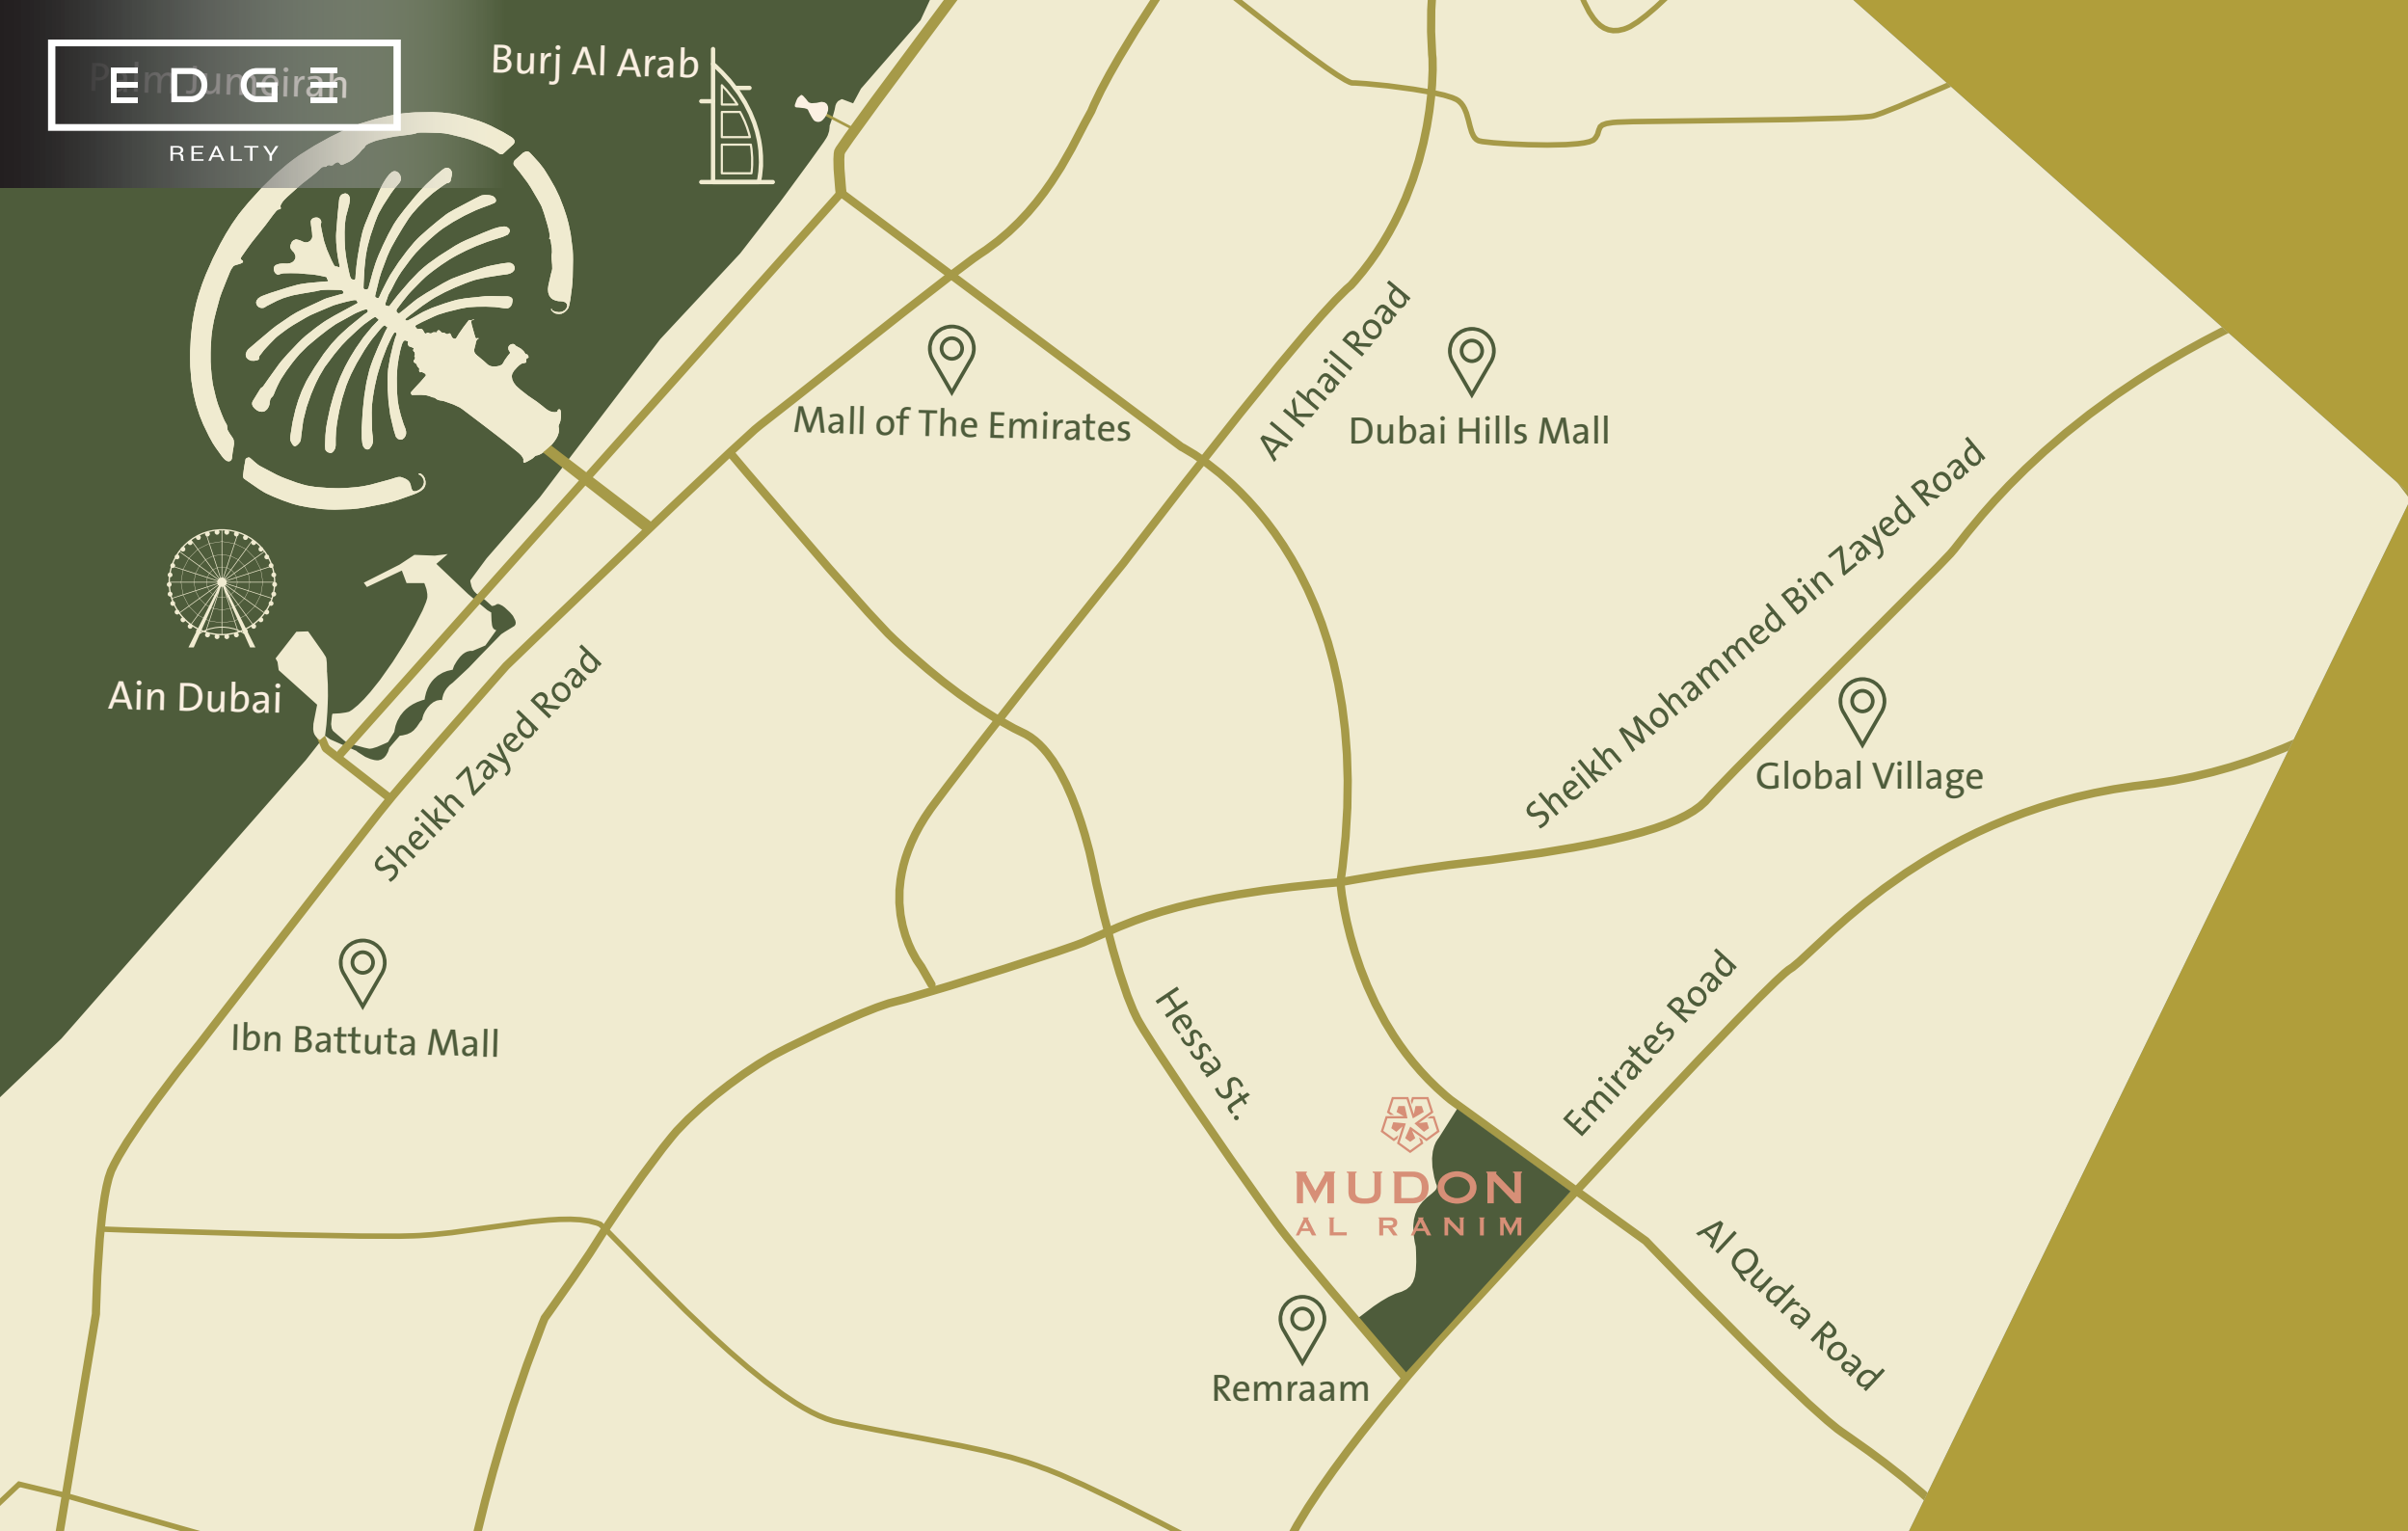 Palm Jumeirah
EDGE
REALTY
Burj Al Arab
Mall of The Emirates
Al Khail Road
Dubai Hills Mall
Sheikh Mohammed Bin Zayed Road
Ain Dubai
Sheikh Zayed Road
Global Village
Ibn Battuta Mall
Hessa St.
Emirates Road
MUDON
AL RANIM
Al Qudra Road
Remraam